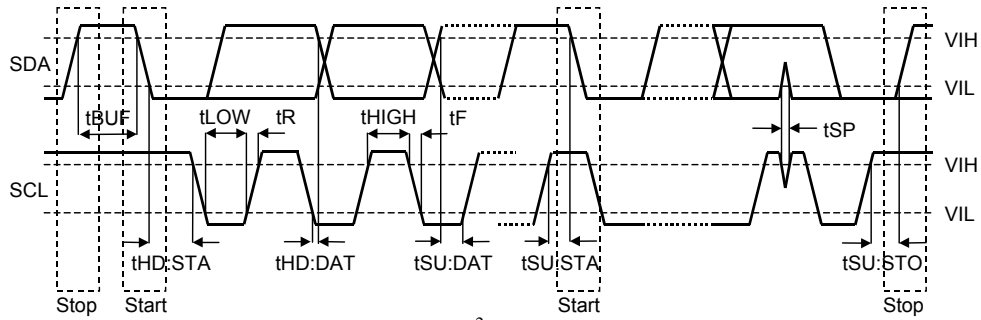 SDA
VIH
VIL
tBUF
tLOW
tR
tHIGH
tF
tSP
SCL
VIH
VIL
tHD:STA
tHD:DAT
tSU:DAT
tSU:STA
tSU:STO
Stop
Start
Start
Stop
2